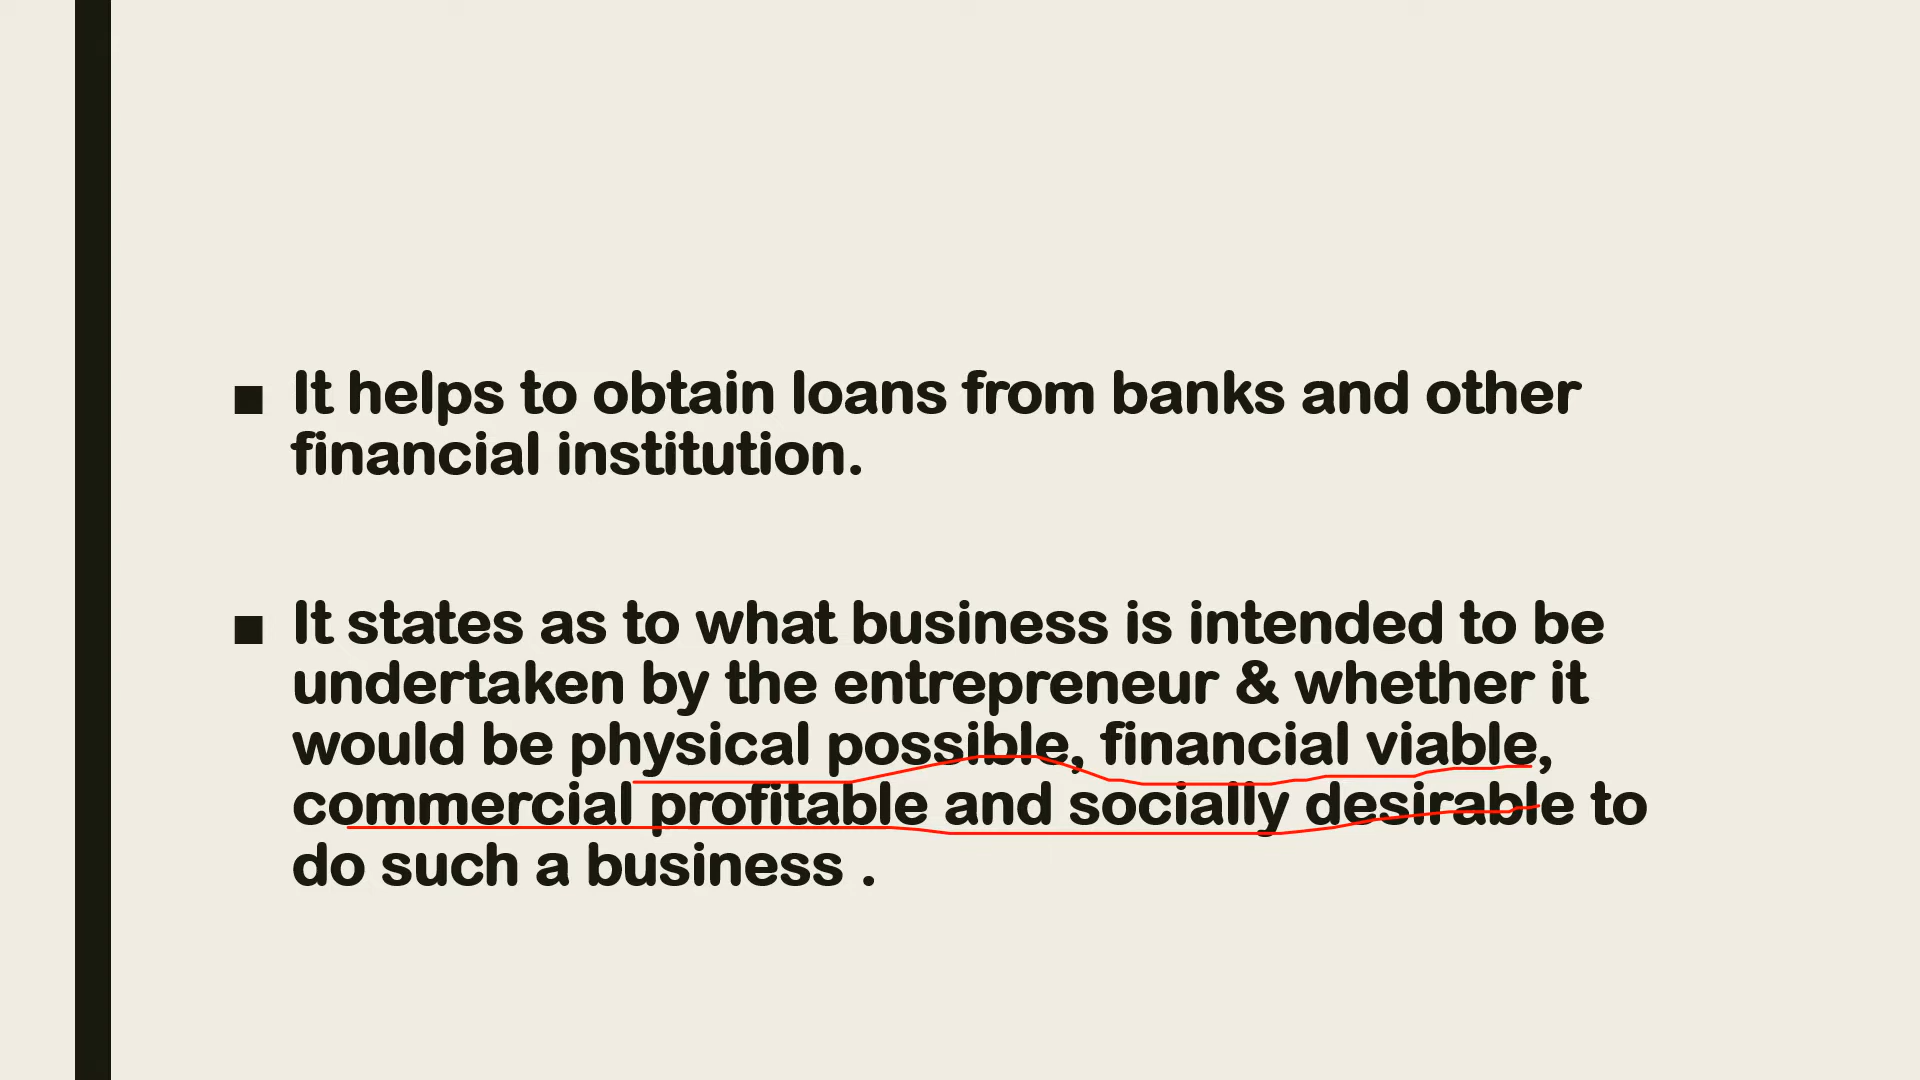 ■ It helps to obtain loans from banks and other
financial institution.
■ It states as to what business is intended to be
undertaken by the entrepreneur & whether it
would be physical possible, financial viable,
commercial profitable and socially desirable to
do such a business .